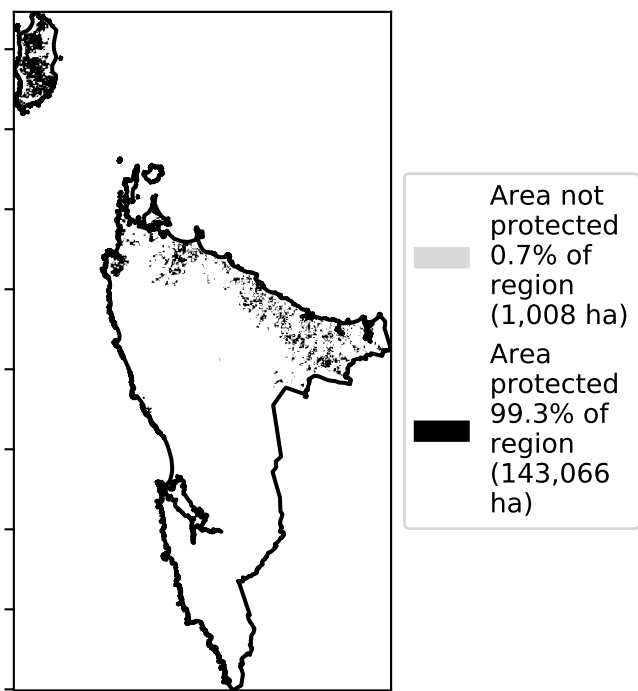 Area not
protected
0.7% of
region
(1,008 ha)
Area
protected
99.3% of
region
(143,066
ha)